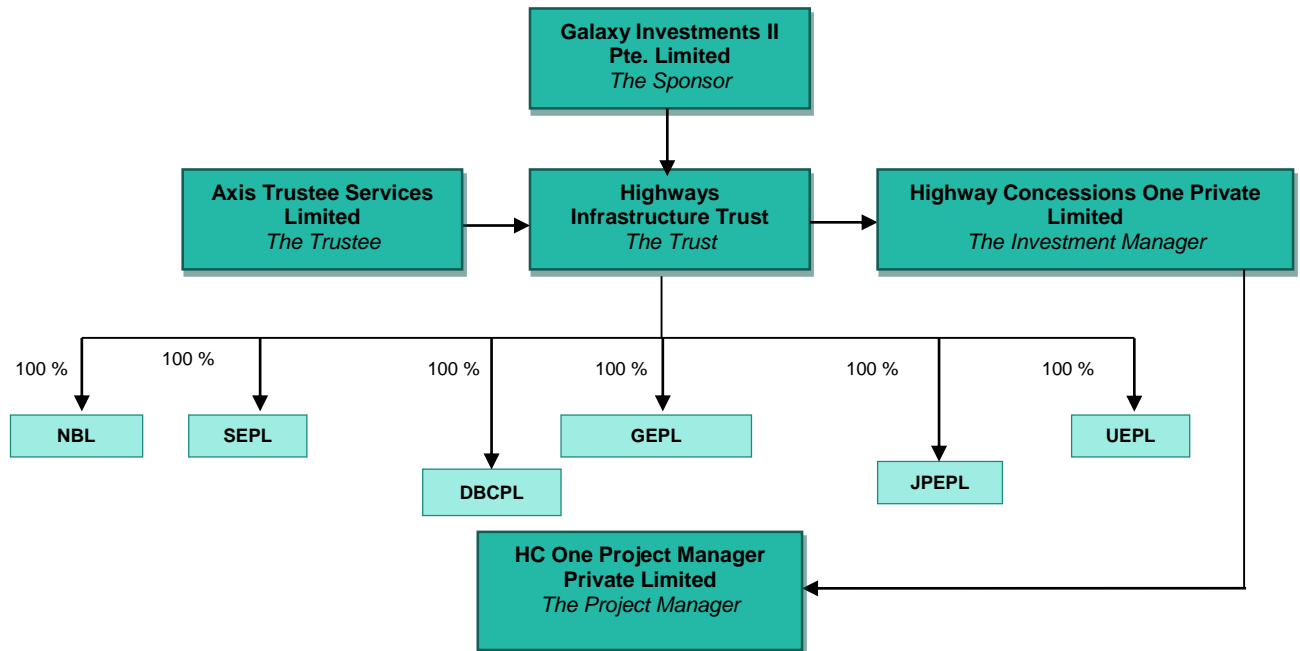 Galaxy Investments II
Pte. Limited
The Sponsor
Axis Trustee Services
Limited
The Trustee
Highways
Infrastructure Trust
The Trust
Highway Concessions One Private
Limited
The Investment Manager
100 %
100 %
100 %
100 %
100 %
100 %
NBL
SEPL
DBCPL
GEPL
JPEPL
UEPL
HC One Project Manager
Private Limited
The Project Manager